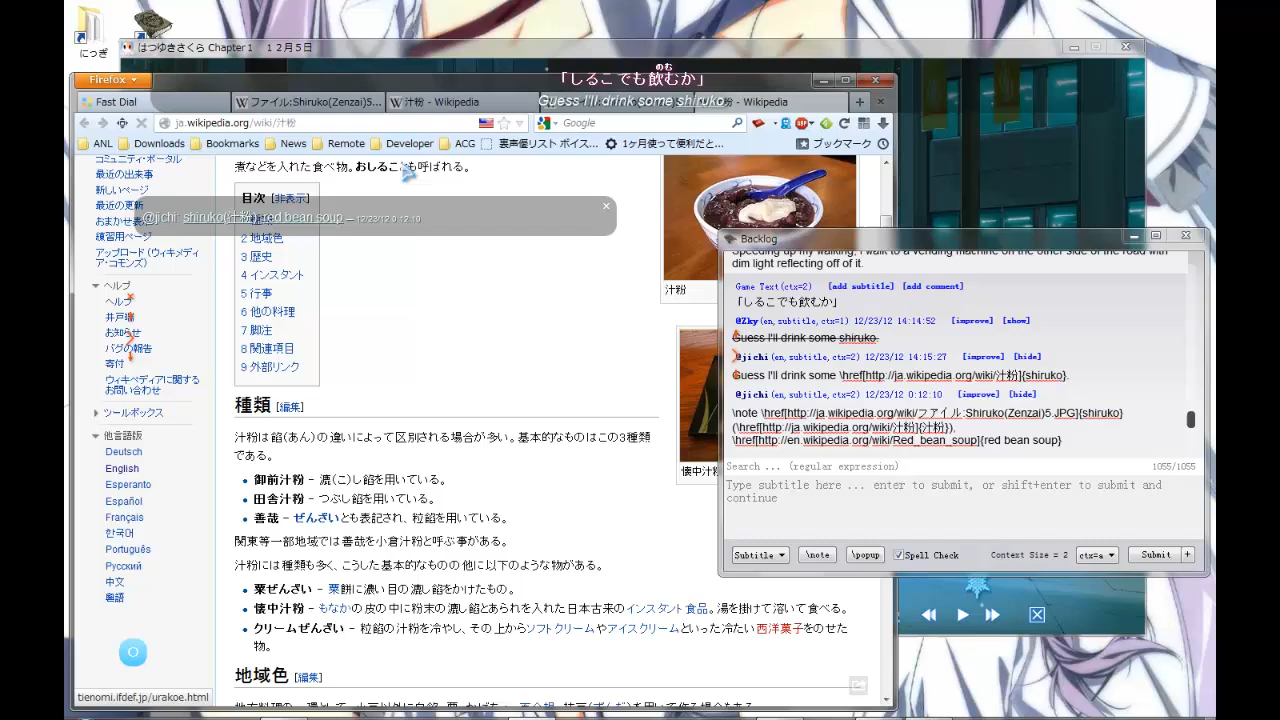 にっき
はつゆきさくら Chapter1　１２月５日
Firefox
のむ
「しるこでも飲むか」
Guess I'll drink some shiruko.
Fast Dial
ファイル:Shiruko(Zenzai)5...
汁粉 - Wikipedia
粉 - Wikipedia
ja.wikipedia.org/wiki/汁粉
Google
ANL
Downloads
Bookmarks
News
Remote
Developer
ACG
裏声優リスト ボイス...
1ヶ月使って便利だと...
ブックマーク
コミュニティ・ポータル
最近の出来事
新しいページ
最近の更新
おまかせ表
練習用ページ
アップロード (ウィキメディ
ア・コモンズ)
ヘルプ
ヘルプ
井戸端
お知らせ
バグの報告
寄付
ウィキペディアに関する
お問い合わせ
ツールボックス
他言語版
Deutsch
English
Esperanto
Español
Français
한국어
Português
Русский
中文
粵語
煮などを入れた食べ物。おしるこも呼ばれる。
目次 [非表示]
@jichi: shiruko(汁粉), red bean soup — 12/23/12 0:12:10
2 地域色
3 歴史
4 インスタント
5 行事
6 他の料理
7 脚注
8 関連項目
9 外部リンク
汁粉
懐中汁粉
種類 [編集]
汁粉は餡(あん)の違いによって区別される場合が多い。基本的なものはこの3種類
である。
御前汁粉 – 漉(こ)し餡を用いている。
田舎汁粉 – つぶし餡を用いている。
善哉 – ぜんざいとも表記され、粒餡を用いている。
関東等一部地域では善哉を小倉汁粉と呼ぶ事がある。
汁粉には種類も多く、こうした基本的なものの他に以下のような物がある。
粟ぜんざい – 粟餅に濃い目の漉し餡をかけたもの。
懐中汁粉 – もなかの皮の中に粉末の漉し餡とあられを入れた日本古来のインスタント食品。湯を掛けて溶いて食べる。
クリームぜんざい – 粒餡の汁粉を冷やし、その上からソフトクリームやアイスクリームといった冷たい西洋菓子をのせた
物。
地域色 [編集]
tienomi.ifdef.jp/urakoe.html
Backlog
Speeding up my walking, I walk to a vending machine on the other side of the road with
dim light reflecting off of it.
Game Text(ctx=2) [add subtitle] [add comment]
「しるこでも飲むか」
@Zky(en, subtitle, ctx=1) 12/23/12 14:14:52 [improve] [show]
Guess I'll drink some shiruko.
@jichi(en, subtitle, ctx=2) 12/23/12 14:15:27 [improve] [hide]
Guess I'll drink some \href[http://ja.wikipedia.org/wiki/汁粉]{shiruko}.
@jichi(en, subtitle, ctx=2) 12/23/12 0:12:10 [improve] [hide]
\note \href[http://ja.wikipedia.org/wiki/ファイル:Shiruko(Zenzai)5.JPG]{shiruko}
(\href[http://ja.wikipedia.org/wiki/汁粉]{汁粉}),
\href[http://en.wikipedia.org/wiki/Red_bean_soup]{red bean soup}
Search ... (regular expression)
1055/1055
Type subtitle here ... enter to submit, or shift+enter to submit and
continue
Subtitle
\note
\popup
Spell Check
Context Size = 2
ctx=a
Submit
+